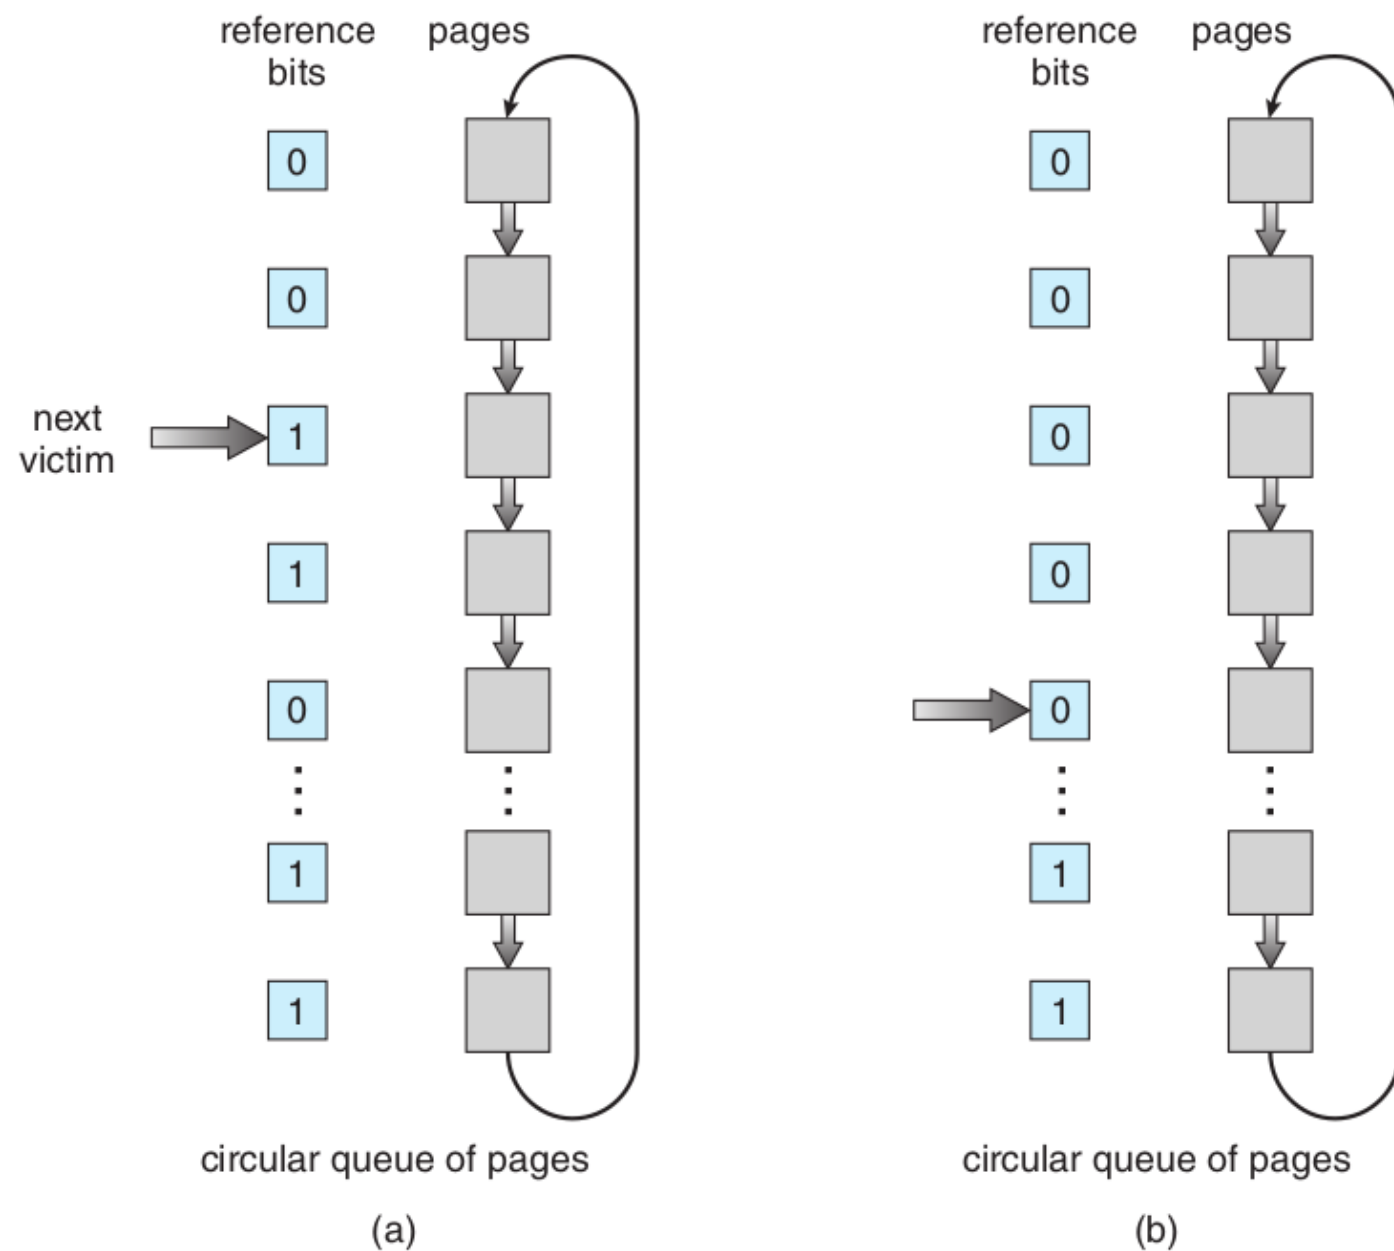 reference pages
bits
0
0
next
victim
1
1
0
1
1
circular queue of pages
(a)
reference pages
bits
0
0
0
0
0
1
1
circular queue of pages
(b)